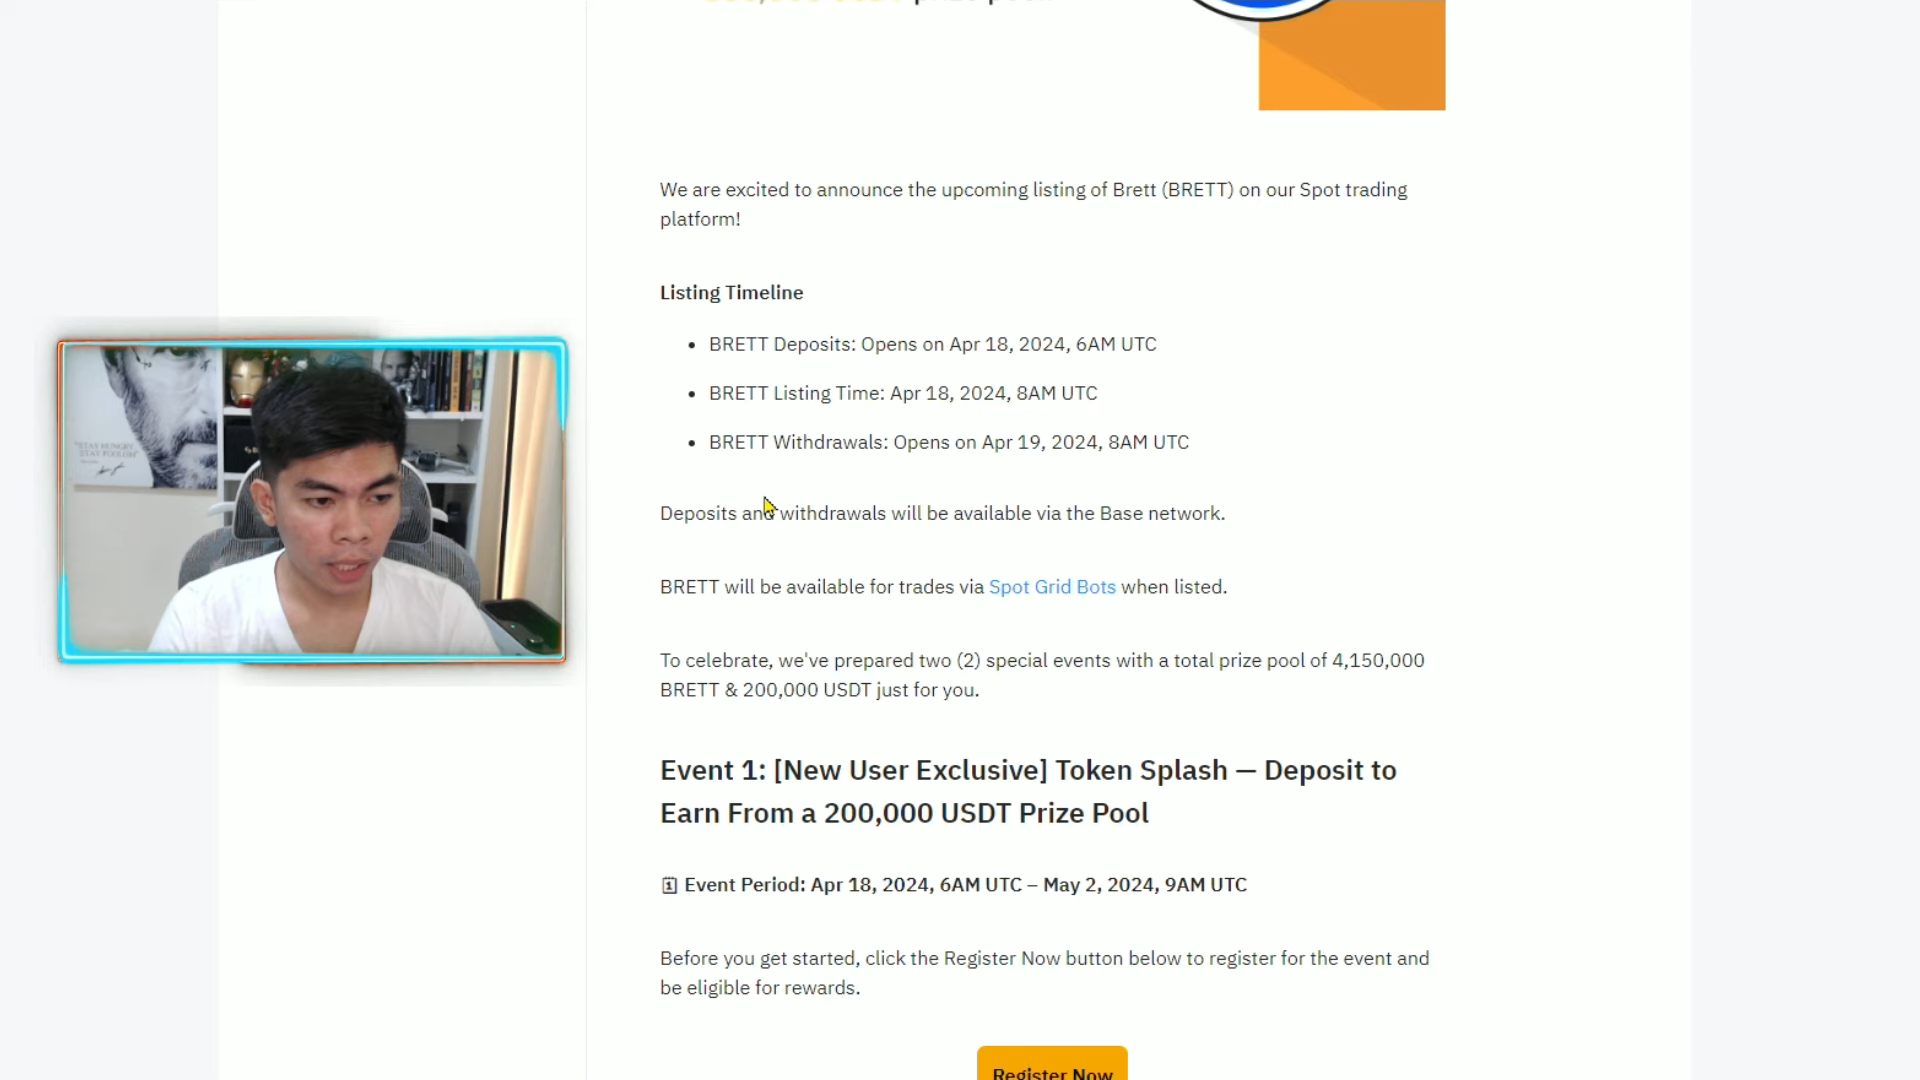 We are excited to announce the upcoming listing of Brett (BRETT) on our Spot trading
platform!
Listing Timeline
• BRETT Deposits: Opens on Apr 18, 2024, 6AM UTC
• BRETT Listing Time: Apr 18, 2024, 8AM UTC
• BRETT Withdrawals: Opens on Apr 19, 2024, 8AM UTC
"STAY HUNGRY,
STAY FOOLISH"
Deposits and withdrawals will be available via the Base network.
BRETT will be available for trades via Spot Grid Bots when listed.
To celebrate, we've prepared two (2) special events with a total prize pool of 4,150,000
BRETT & 200,000 USDT just for you.
Event 1: [New User Exclusive] Token Splash — Deposit to
Earn From a 200,000 USDT Prize Pool
Event Period: Apr 18, 2024, 6AM UTC – May 2, 2024, 9AM UTC
Before you get started, click the Register Now button below to register for the event and
be eligible for rewards.
Register Now